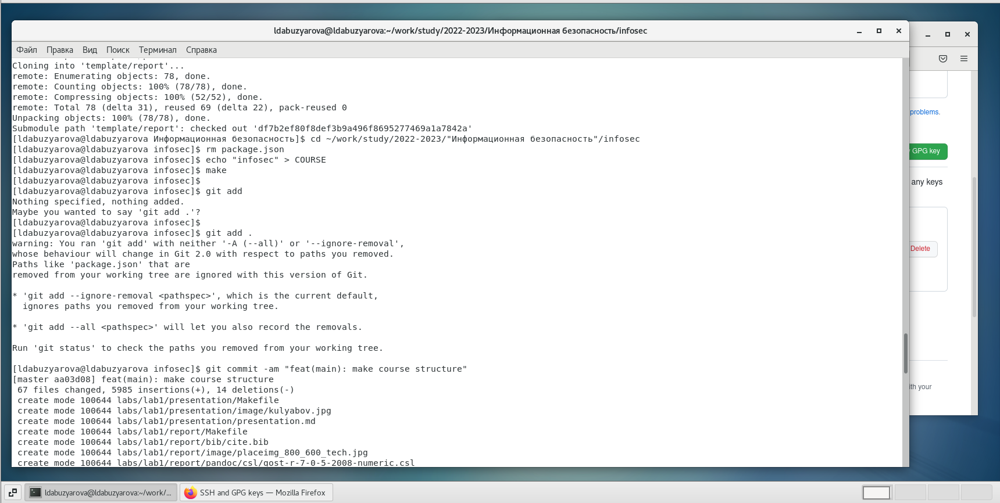 ldabuzyarova@ldabuzyarova:~/work/study/2022-2023/Информационная безопасность/infosec
Файл Правка Вид Поиск Терминал Справка
Cloning into 'template/report'...
remote: Enumerating objects: 78, done.
remote: Counting objects: 100% (78/78), done.
remote: Compressing objects: 100% (52/52), done.
remote: Total 78 (delta 31), reused 69 (delta 22), pack-reused 0
Unpacking objects: 100% (78/78), done.
Submodule path 'template/report': checked out 'df7b2ef80f8def3b9a496f8695277469a1a7842a'
[ldabuzyarova@ldabuzyarova Информационная безопасность]$ cd ~/work/study/2022-2023/"Информационная безопасность"/infosec
[ldabuzyarova@ldabuzyarova infosec]$ rm package.json
[ldabuzyarova@ldabuzyarova infosec]$ echo "infosec" > COURSE
[ldabuzyarova@ldabuzyarova infosec]$ make
[ldabuzyarova@ldabuzyarova infosec]$
[ldabuzyarova@ldabuzyarova infosec]$ git add
Nothing specified, nothing added.
Maybe you wanted to say 'git add .'?
[ldabuzyarova@ldabuzyarova infosec]$
[ldabuzyarova@ldabuzyarova infosec]$ git add .
warning: You ran 'git add' with neither '-A (--all)' or '--ignore-removal',
whose behaviour will change in Git 2.0 with respect to paths you removed.
Paths like 'package.json' that are
removed from your working tree are ignored with this version of Git.
* 'git add --ignore-removal <pathspec>', which is the current default,
ignores paths you removed from your working tree.
* 'git add --all <pathspec>' will let you also record the removals.
Run 'git status' to check the paths you removed from your working tree.
[ldabuzyarova@ldabuzyarova infosec]$ git commit -am "feat(main): make course structure"
[master aa03d08] feat(main): make course structure
67 files changed, 5985 insertions(+), 14 deletions(-)
create mode 100644 labs/lab1/presentation/Makefile
create mode 100644 labs/lab1/presentation/image/kulyabov.jpg
create mode 100644 labs/lab1/presentation/presentation.md
create mode 100644 labs/lab1/report/Makefile
create mode 100644 labs/lab1/report/bib/cite.bib
create mode 100644 labs/lab1/report/image/placeimg_800_600_tech.jpg
create mode 100644 labs/lab1/report/pandoc/csl/gost-r-7-0-5-2008-numeric.csl
problems.
GPG key
any keys
Delete
ith your
ldabuzyarova@ldabuzyarova:~/work/...
SSH and GPG keys — Mozilla Firefox